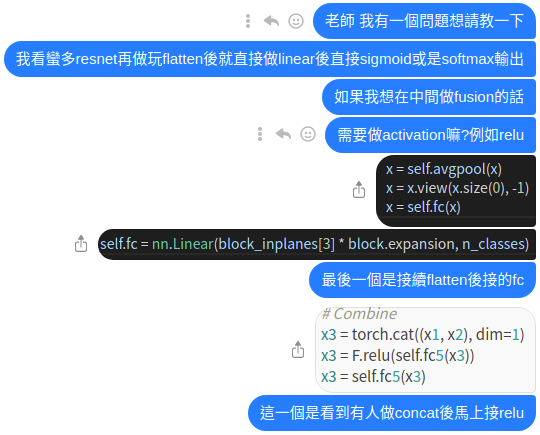 老師 我有一個問題想請教一下
我看蠻多resnet再做玩flatten後就直接做linear後直接sigmoid或是softmax輸出
如果我想在中間做fusion的話
需要做activation嘛?例如relu
x = self.avgpool(x)
x = x.view(x.size(0), -1)
x = self.fc(x)
self.fc = nn.Linear(block_inplanes[3] * block.expansion, n_classes)
最後一個是接續flatten後接的fc
# Combine
x3 = torch.cat((x1, x2), dim=1)
x3 = F.relu(self.fc5(x3))
x3 = self.fc5(x3)
這一個是看到有人做concat後馬上接relu